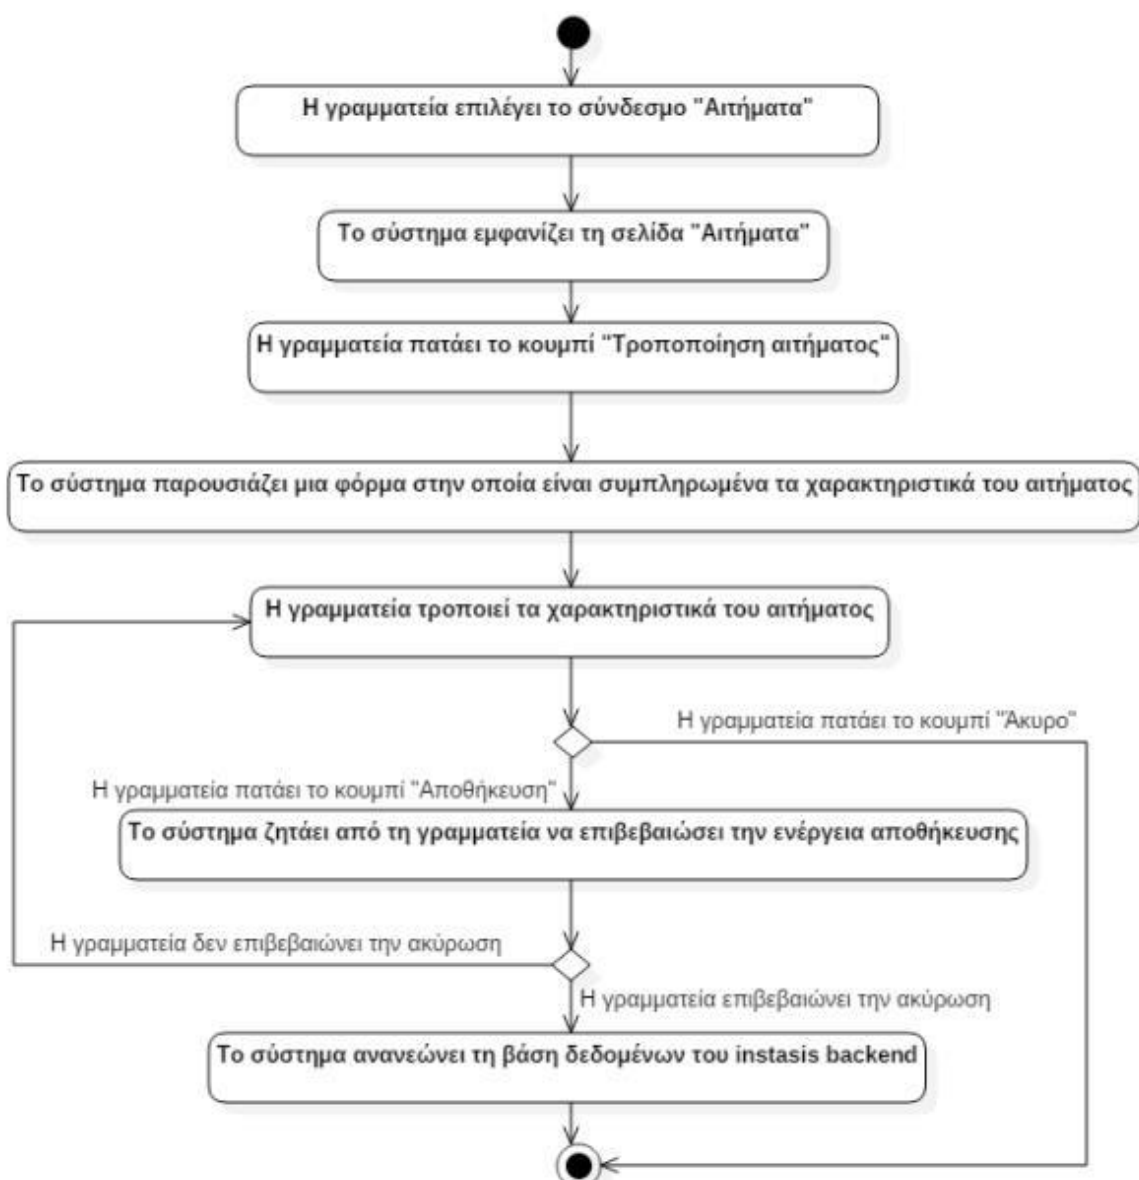 Η γραμματεία επιλέγει το σύνδεσμο "Αιτήματα"
Το σύστημα εμφανίζει τη σελίδα "Αιτήματα"
Η γραμματεία πατάει το κουμπί "Τροποποίηση αιτήματος"
Το σύστημα παρουσιάζει μια φόρμα στην οποία είναι συμπληρωμένα τα χαρακτηριστικά του αιτήματος
Η γραμματεία τροποιεί τα χαρακτηριστικά του αιτήματος
Η γραμματεία πατάει το κουμπί "Άκυρο"
Η γραμματεία πατάει το κουμπί "Αποθήκευση"
Το σύστημα ζητάει από τη γραμματεία να επιβεβαιώσει την ενέργεια αποθήκευσης
Η γραμματεία δεν επιβεβαιώνει την ακύρωση
Η γραμματεία επιβεβαιώνει την ακύρωση
Το σύστημα ανανεώνει τη βάση δεδομένων του instasis backend